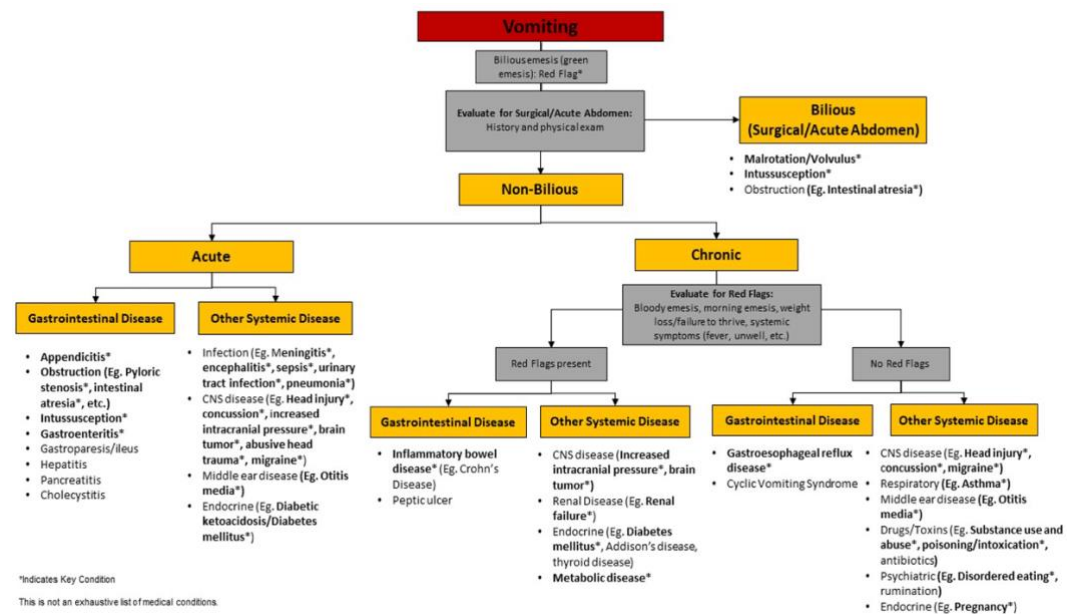 Vomiting
Bilious emesis (green
emesis): Red Flag*
Evaluate for Surgical/Acute Abdomen:
History and physical exam
Bilious
(Surgical/Acute Abdomen)
• Malrotation/Volvulus*
• Intussusception*
• Obstruction (Eg. Intestinal atresia*)
Non-Bilious
Acute
Chronic
Gastrointestinal Disease
• Appendicitis*
• Obstruction (Eg. Pyloric
stenosis*, intestinal
atresia*, etc.)
• Intussusception*
• Gastroenteritis*
• Gastroparesis/ileus
• Hepatitis
• Pancreatitis
• Cholecystitis
Other Systemic Disease
• Infection (Eg. Meningitis*,
encephalitis*, sepsis*, urinary
tract infection*, pneumonia*)
• CNS disease (Eg. Head injury*,
concussion*, increased
intracranial pressure*, brain
tumor*, abusive head
trauma*, migraine*)
• Middle ear disease (Eg. Otitis
media*)
• Endocrine (Eg. Diabetic
ketoacidosis/Diabetes
mellitus*)
Evaluate for Red Flags:
Bloody emesis, morning emesis, weight
loss/failure to thrive, systemic
symptoms (fever, unwell, etc.)
Red Flags present
No Red Flags
Gastrointestinal Disease
• Inflammatory bowel
disease* (Eg. Crohn's
Disease)
• Peptic ulcer
Other Systemic Disease
• CNS disease (Increased
intracranial pressure*, brain
tumor*)
• Renal Disease (Eg. Renal
failure*)
• Endocrine (Eg. Diabetes
mellitus*, Addison's disease,
thyroid disease)
• Metabolic disease*
Gastrointestinal Disease
• Gastroesophageal reflux
disease*
• Cyclic Vomiting Syndrome
Other Systemic Disease
• CNS disease (Eg. Head injury*,
concussion*, migraine*)
• Respiratory (Eg. Asthma*)
• Middle ear disease (Eg. Otitis
media*)
• Drugs/Toxins (Eg. Substance use and
abuse*, poisoning/intoxication*,
antibiotics)
• Psychiatric (Eg. Disordered eating*,
rumination)
• Endocrine (Eg. Pregnancy*)
*Indicates Key Condition
This is not an exhaustive list of medical conditions.